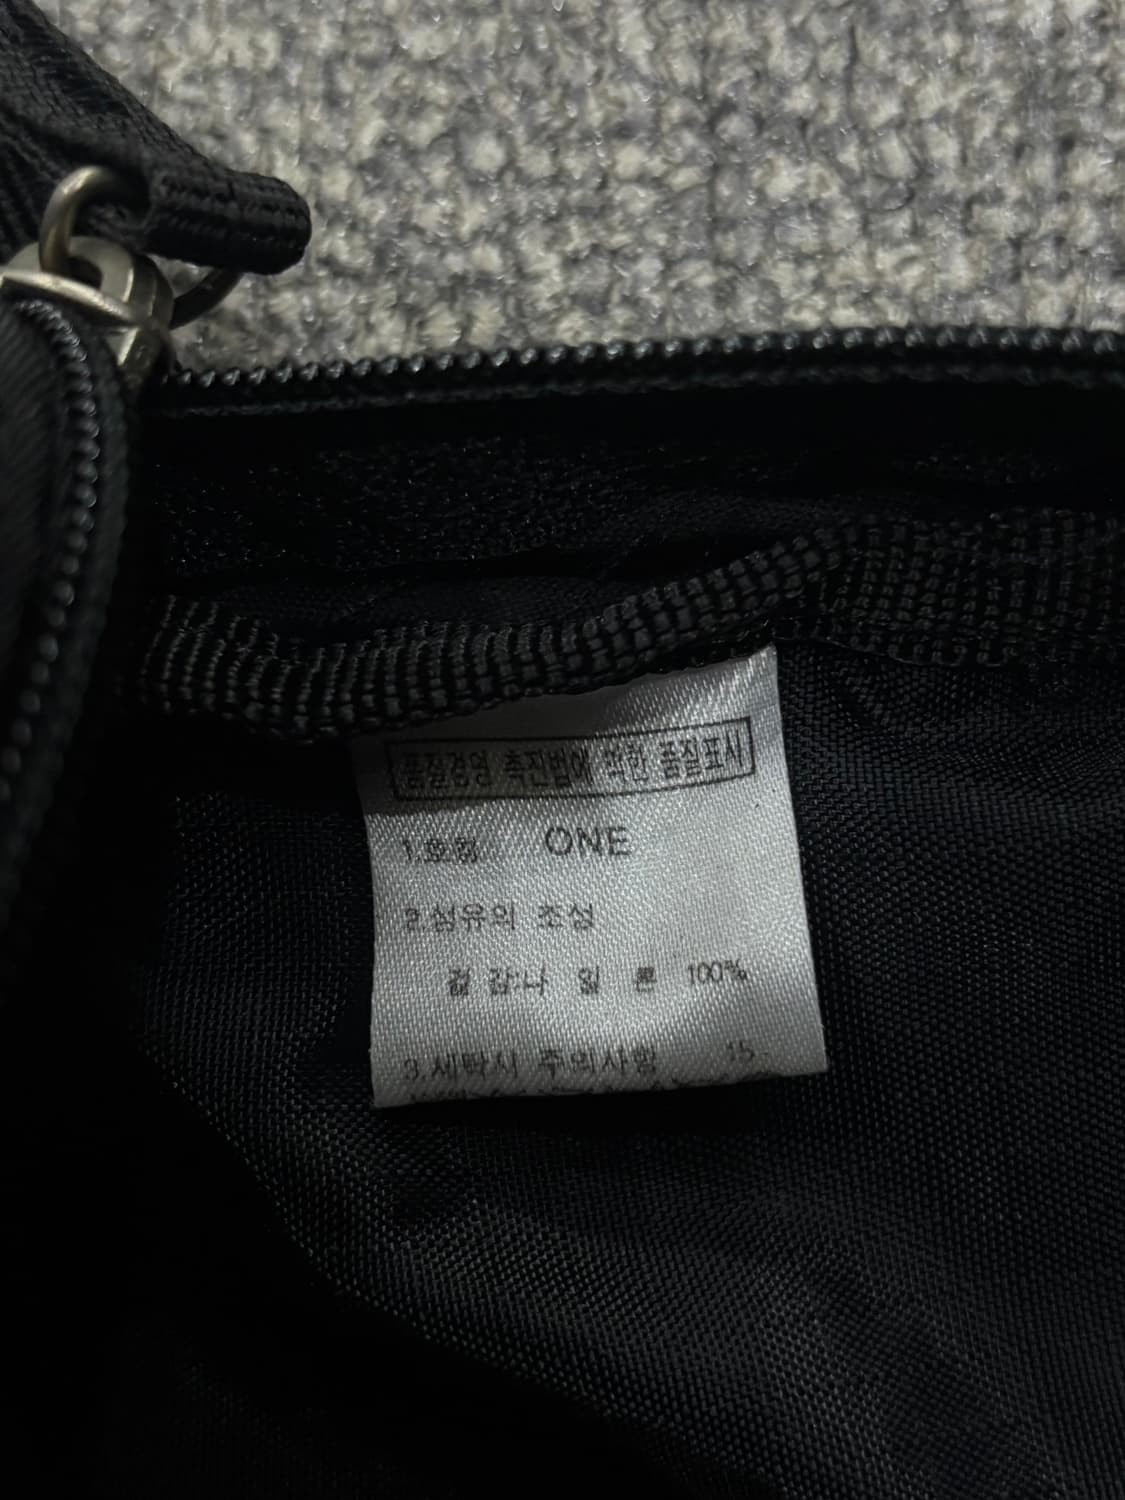 품질경영 촉진법에 의한 품질표시
1.호칭 ONE
2.섬유의 조성
겉 감:나 일 론 100%
3.세탁시 주의사항 15.